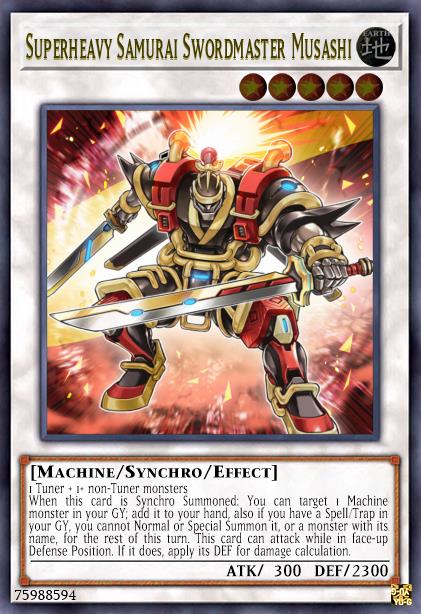 Superheavy Samurai Swordmaster Musashi
EARTH
地
[Machine/Synchro/Effect]
1 Tuner + 1+ non-Tuner monsters
When this card is Synchro Summoned: You can target 1 Machine
monster in your GY; add it to your hand, also if you have a Spell/Trap in
your GY, you cannot Normal or Special Summon it, or a monster with its
name, for the rest of this turn. This card can attack while in face-up
Defense Position. If it does, apply its DEF for damage calculation.
ATK/ 300 DEF/2300
75988594